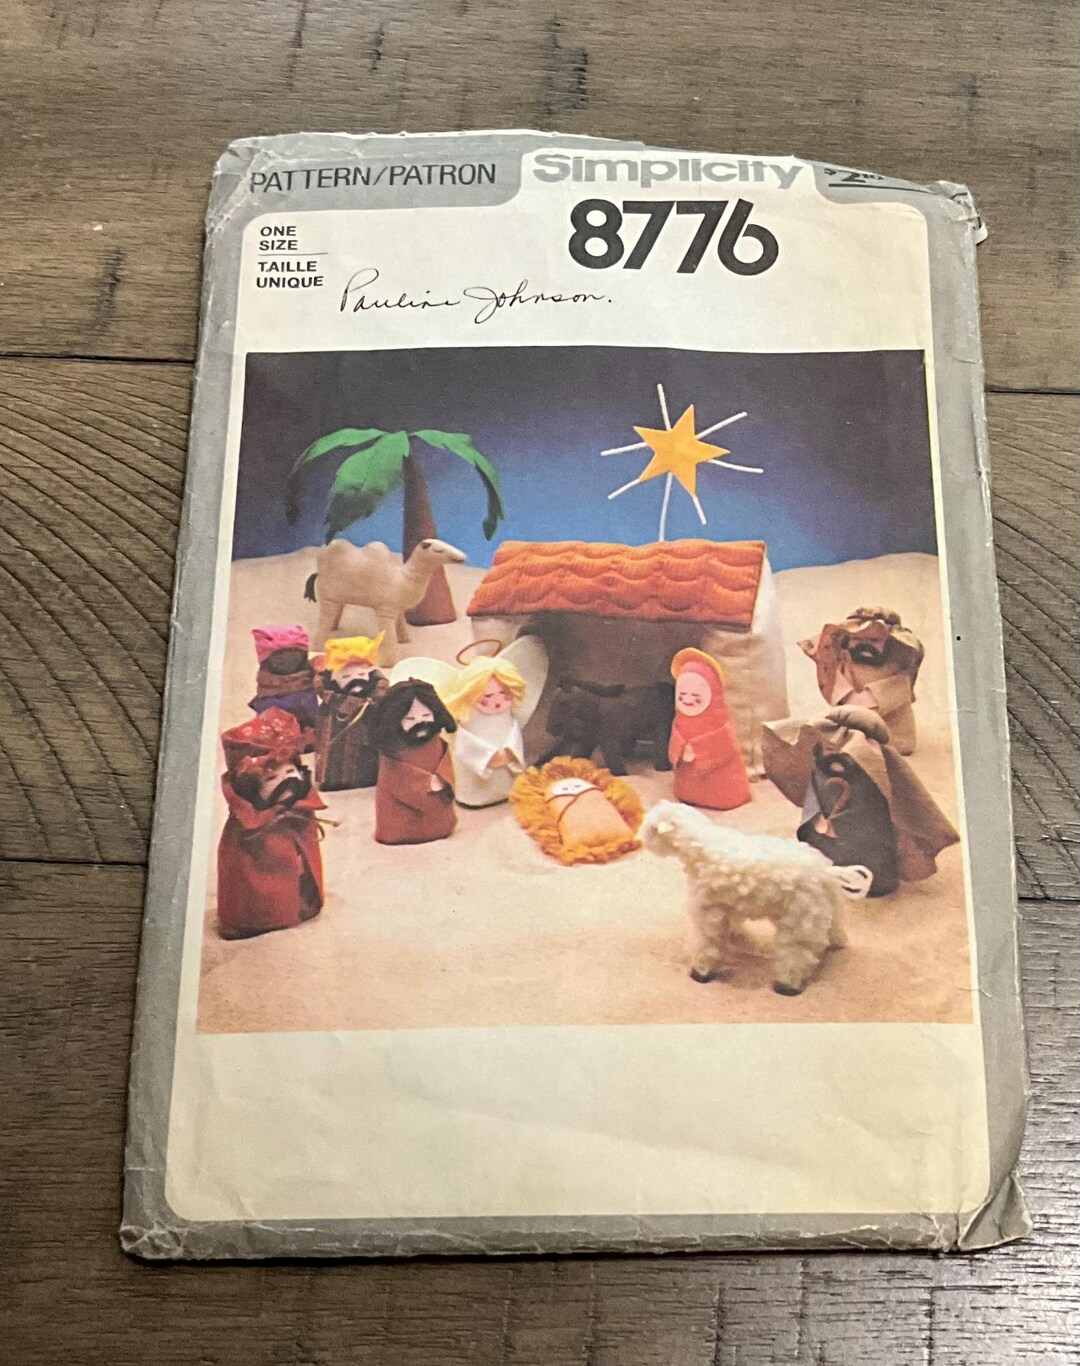 PATTERN/PATRON
Simplicity
8776
ONE
SIZE
TAILLE
UNIQUE
Pauline Johnson.